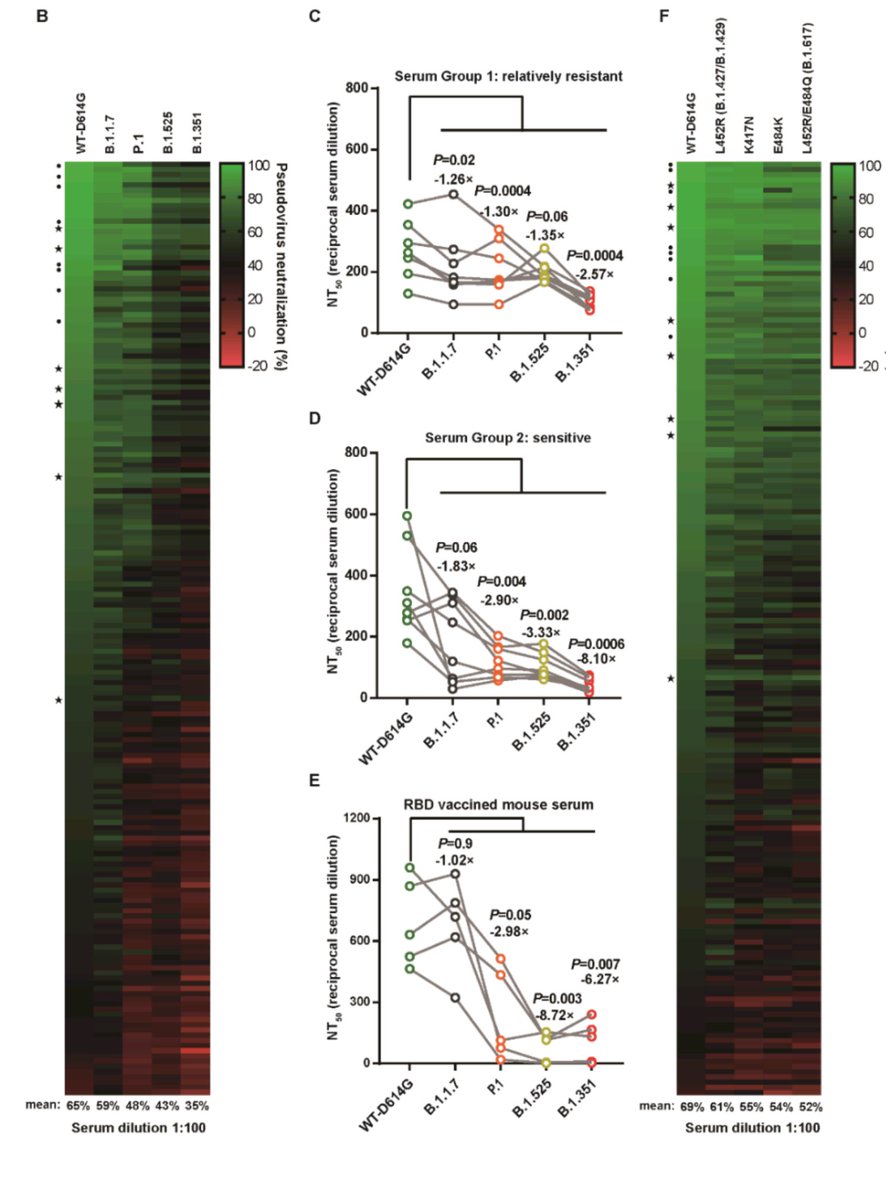 B
WT-D614G
B.1.1.7
P.1
B.1.525
B.1.351
100
80
60
40
20
0
-20
Pseudovirus neutralization (%)
mean: 65% 59% 48% 43% 35%
Serum dilution 1:100
C
Serum Group 1: relatively resistant
NT50 (reciprocal serum dilution)
800
600
400
200
0
P=0.02
-1.26×
P=0.0004
-1.30×
P=0.06
-1.35×
P=0.0004
-2.57×
WT-D614G
B.1.1.7
P.1
B.1.525
B.1.351
D
Serum Group 2: sensitive
NT50 (reciprocal serum dilution)
800
600
400
200
0
P=0.06
-1.83×
P=0.004
-2.90×
P=0.002
-3.33×
P=0.0006
-8.10×
WT-D614G
B.1.1.7
P.1
B.1.525
B.1.351
E
RBD vaccined mouse serum
NT50 (reciprocal serum dilution)
1200
900
600
300
0
P=0.9
-1.02×
P=0.05
-2.98×
P=0.003
-8.72×
P=0.007
-6.27×
WT-D614G
B.1.1.7
P.1
B.1.525
B.1.351
F
WT-D614G
L452R (B.1.427/B.1.429)
K417N
E484K
L452R/E484Q (B.1.617)
100
80
60
40
20
0
-20
mean: 69% 61% 55% 54% 52%
Serum dilution 1:100